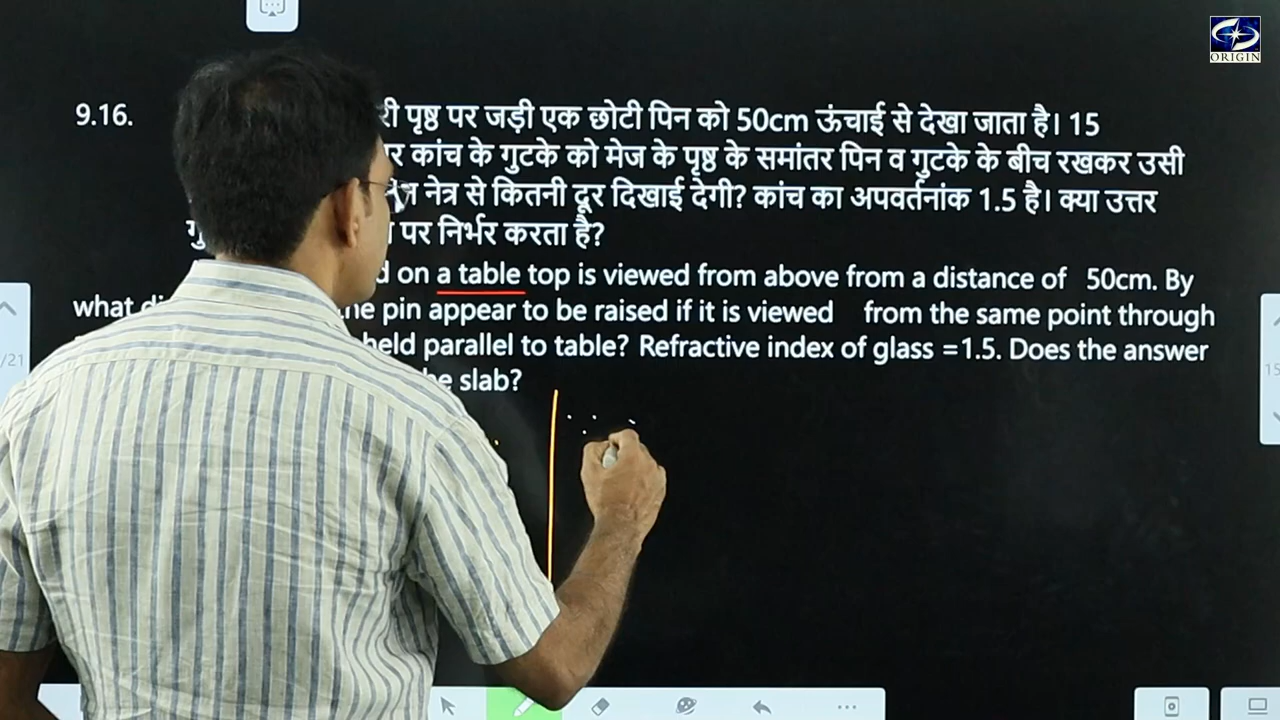 ORIGIN
9.16. पृष्ठ पर जड़ी एक छोटी पिन को 50cm ऊंचाई से देखा जाता है। 15
कांच के गुटके को मेज के पृष्ठ के समांतर पिन व गुटके के बीच रखकर उसी
नेत्र से कितनी दूर दिखाई देगी? कांच का अपवर्तनांक 1.5 है। क्या उत्तर
पर निर्भर करता है?
on a table top is viewed from above from a distance of 50cm. By
what pin appear to be raised if it is viewed from the same point through
held parallel to table? Refractive index of glass =1.5. Does the answer
slab?
/21
15